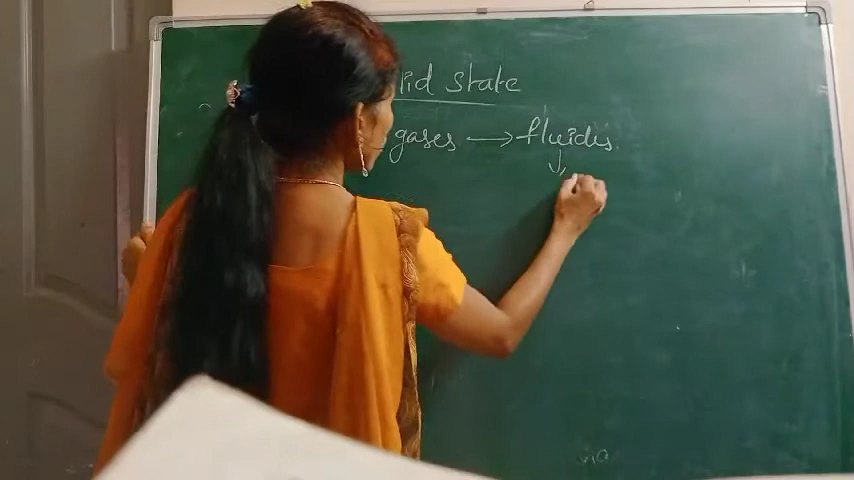 lid state
gases → fluids